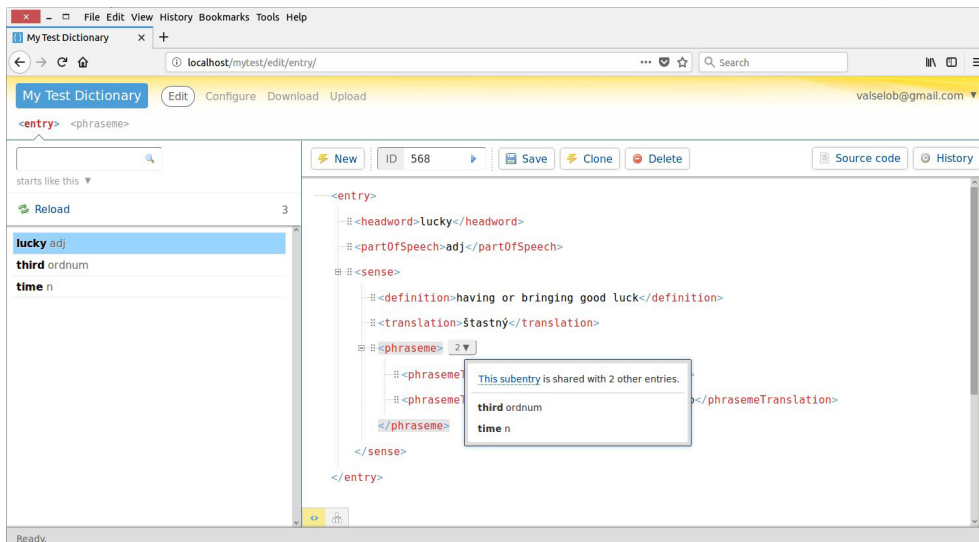 × File Edit View History Bookmarks Tools Help
My Test Dictionary × +
localhost/mytest/edit/entry/ ... Search
My Test Dictionary Edit Configure Download Upload valselob@gmail.com ▼
<entry> <phraseme>
New ID 568 Save Clone Delete Source code History
starts like this ▼
Reload 3
lucky adj
third ordnum
time n
<entry>
<headword>lucky</headword>
<partOfSpeech>adj</partOfSpeech>
<sense>
<definition>having or bringing good luck</definition>
<translation>štastný</translation>
<phraseme> 2▼
<phrasemeT
<phrasemeT </phrasemeTranslation>
This subentry is shared with 2 other entries.
third ordnum
time n
</phraseme>
</sense>
</entry>
Ready.